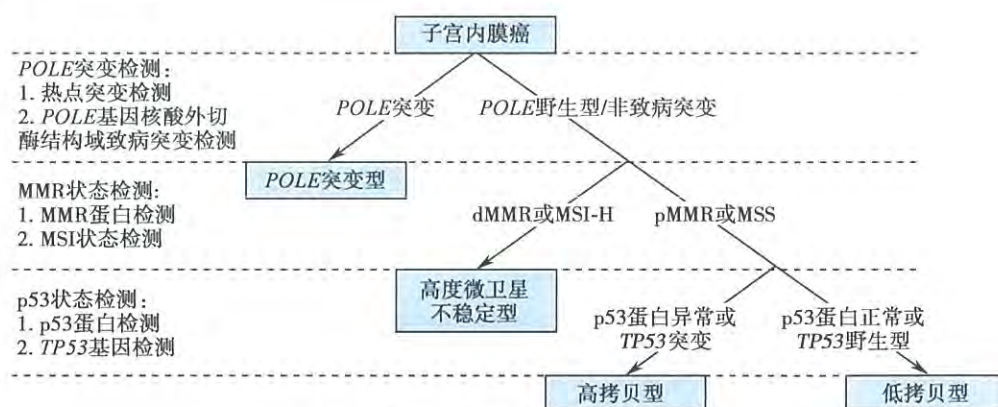 子宫内膜癌
POLE突变检测：
1. 热点突变检测
2. POLE基因核酸外切
酶结构域致病突变检测
POLE突变
POLE野生型/非致病突变
POLE突变型
MMR状态检测：
1. MMR蛋白检测
2. MSI状态检测
dMMR或MSI-H
pMMR或MSS
高度微卫星
不稳定型
p53状态检测：
1. p53蛋白检测
2. TP53基因检测
p53蛋白异常或
TP53突变
p53蛋白正常或
TP53野生型
高拷贝型
低拷贝型